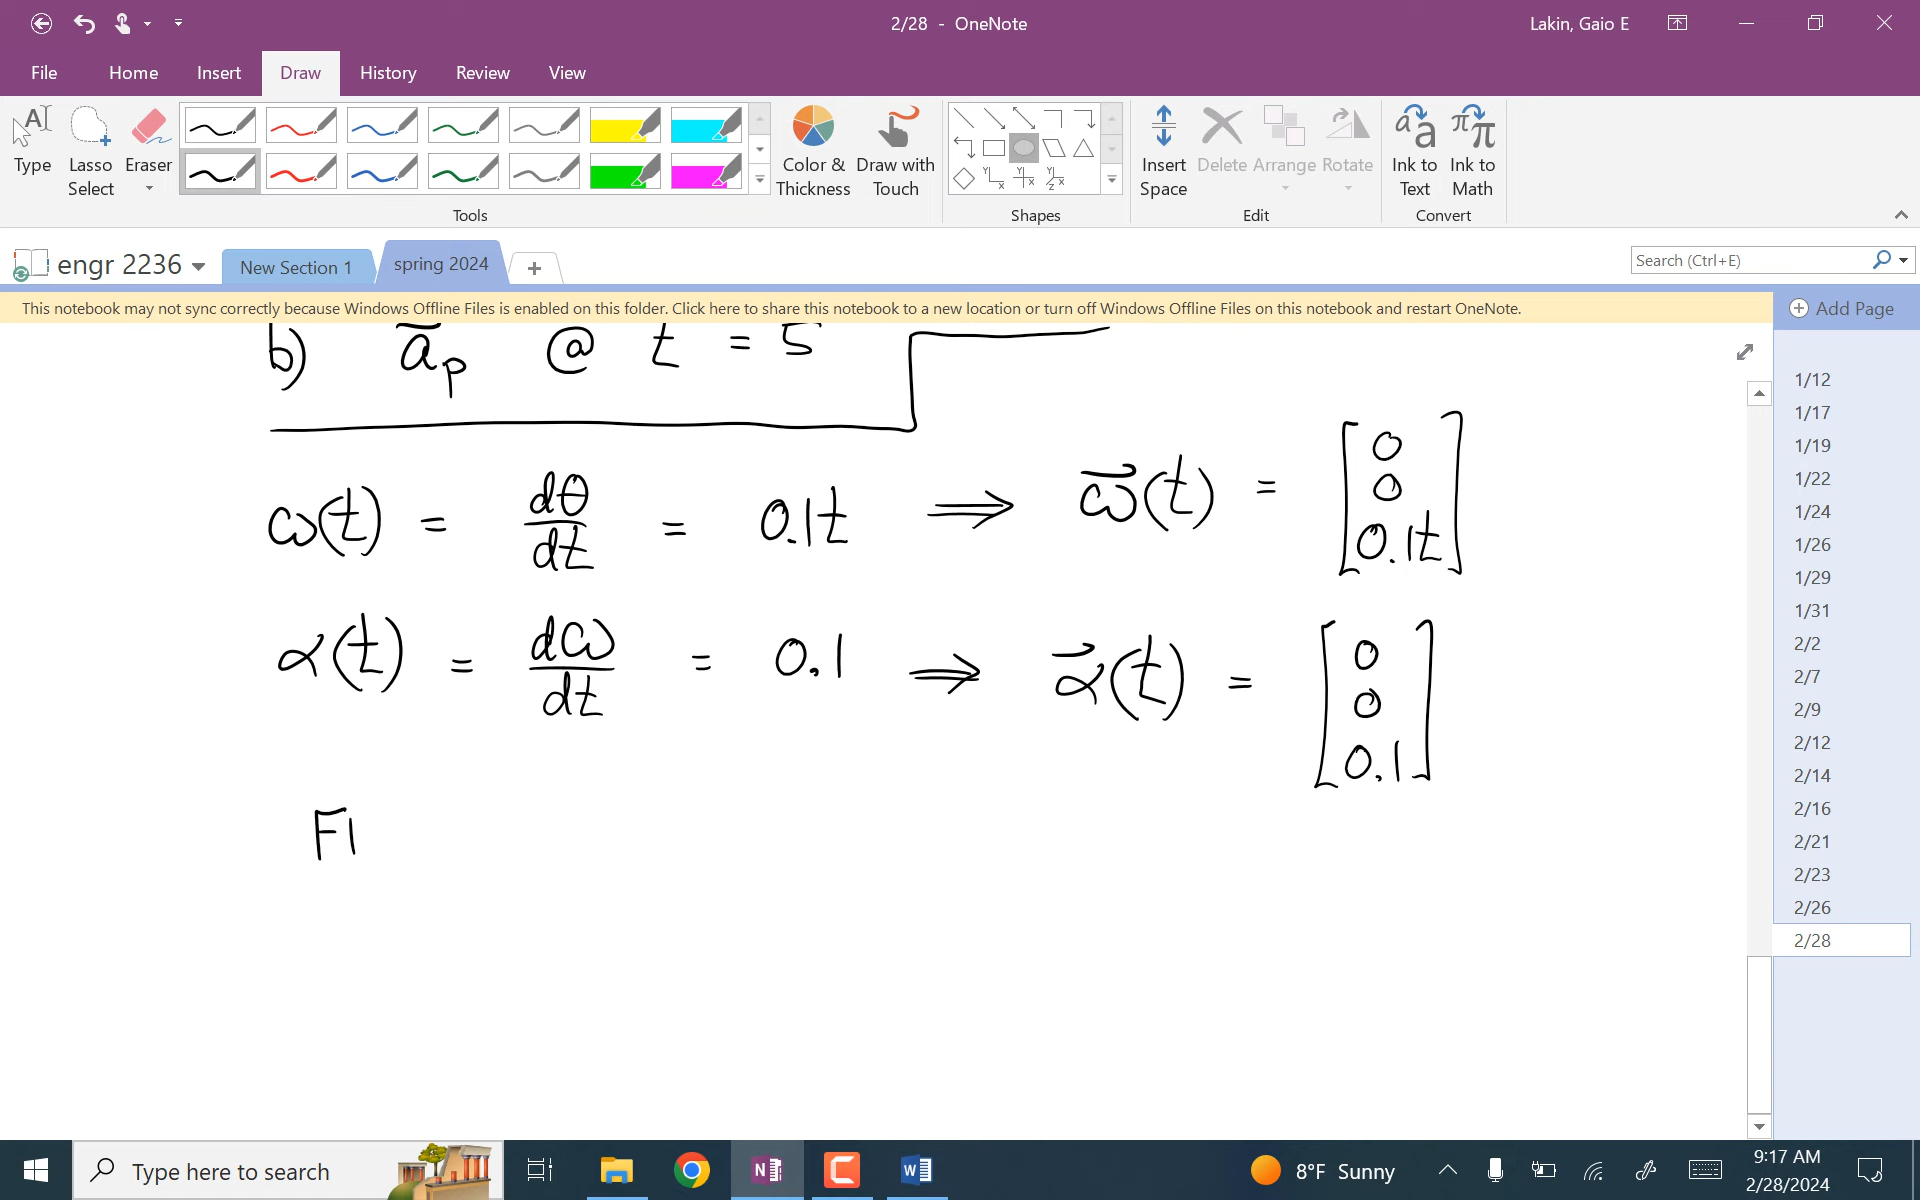 2/28 - OneNote
Lakin, Gaio E
File Home Insert Draw History Review View
Type
Lasso Select
Eraser
Color & Thickness
Draw with Touch
Insert Space
Delete Arrange Rotate
Ink to Text
Ink to Math
Tools Shapes Edit Convert
engr 2236
New Section 1
spring 2024
Search (Ctrl+E)
This notebook may not sync correctly because Windows Offline Files is enabled on this folder. Click here to share this notebook to a new location or turn off Windows Offline Files on this notebook and restart OneNote.
Add Page
b) a⃗p @ t = 5
ω(t) = dθ/dt = 0.1t ⇒ ω⃗(t) = [0 0 0.1t]
α(t) = dω/dt = 0.1 ⇒ α⃗(t) = [0 0 0.1]
FI
1/12
1/17
1/19
1/22
1/24
1/26
1/29
1/31
2/2
2/7
2/9
2/12
2/14
2/16
2/21
2/23
2/26
2/28
Type here to search
8°F Sunny
9:17 AM
2/28/2024